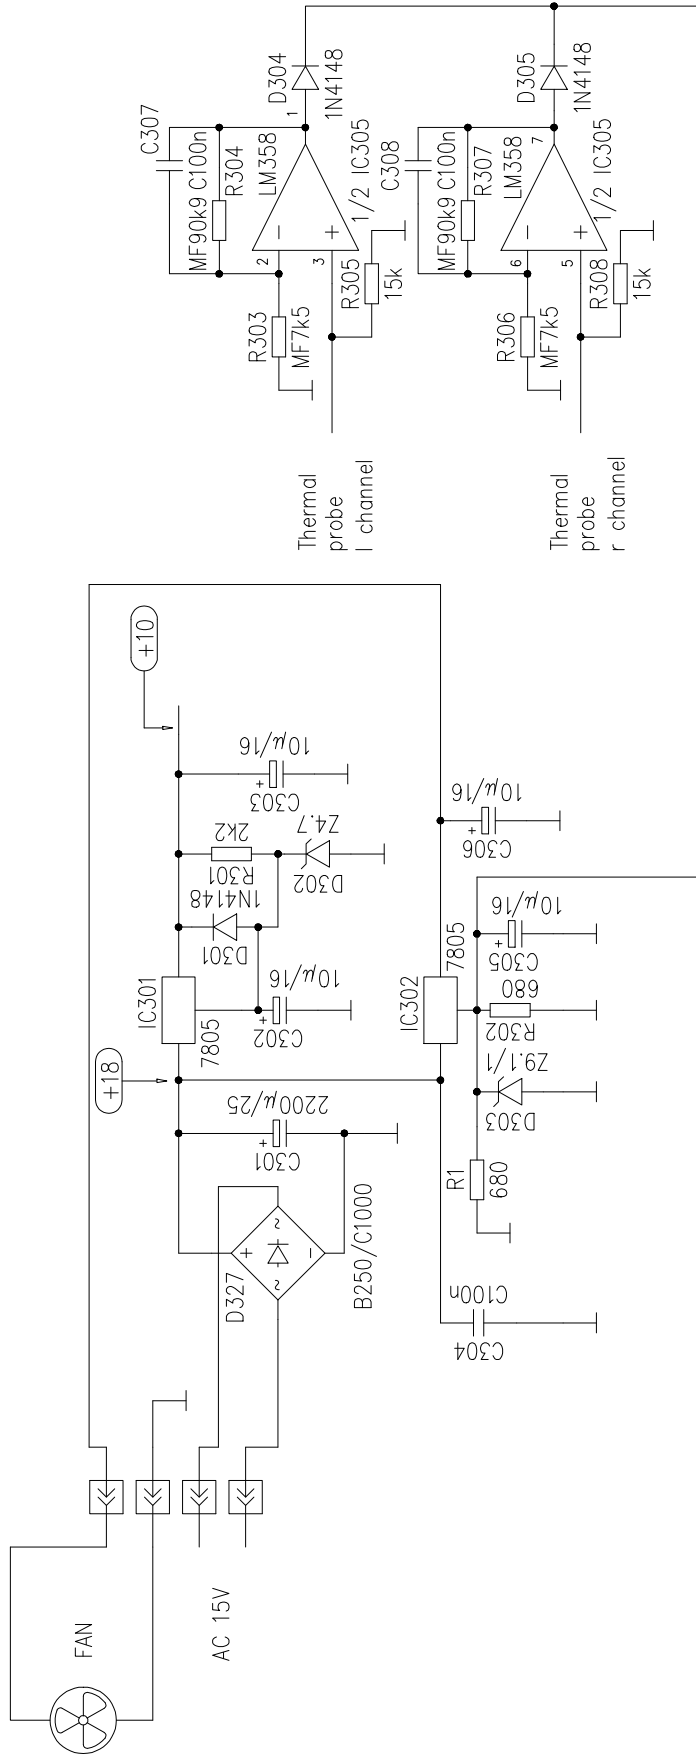 C307
MF90k9 C100n
R304
LM358
D304
1N4148
1
2
3
1/2 IC305
R303
MF7k5
R305
15k
Thermal
probe
l channel
C308
MF90k9 C100n
R307
LM358
D305
1N4148
7
6
5
1/2 IC305
R306
MF7k5
R308
15k
Thermal
probe
r channel
+10
10µ/16
+
C303
2k2
R301
Z4.7
D302
1N4148
D301
IC301
7805
10µ/16
+
C302
+18
2200µ/25
+
C301
D327
+
~
~
-
B250/C1000
10µ/16
+
C306
IC302
7805
10µ/16
+
C305
680
R302
Z9.1/1
D303
R1
680
C100n
C304
FAN
AC 15V